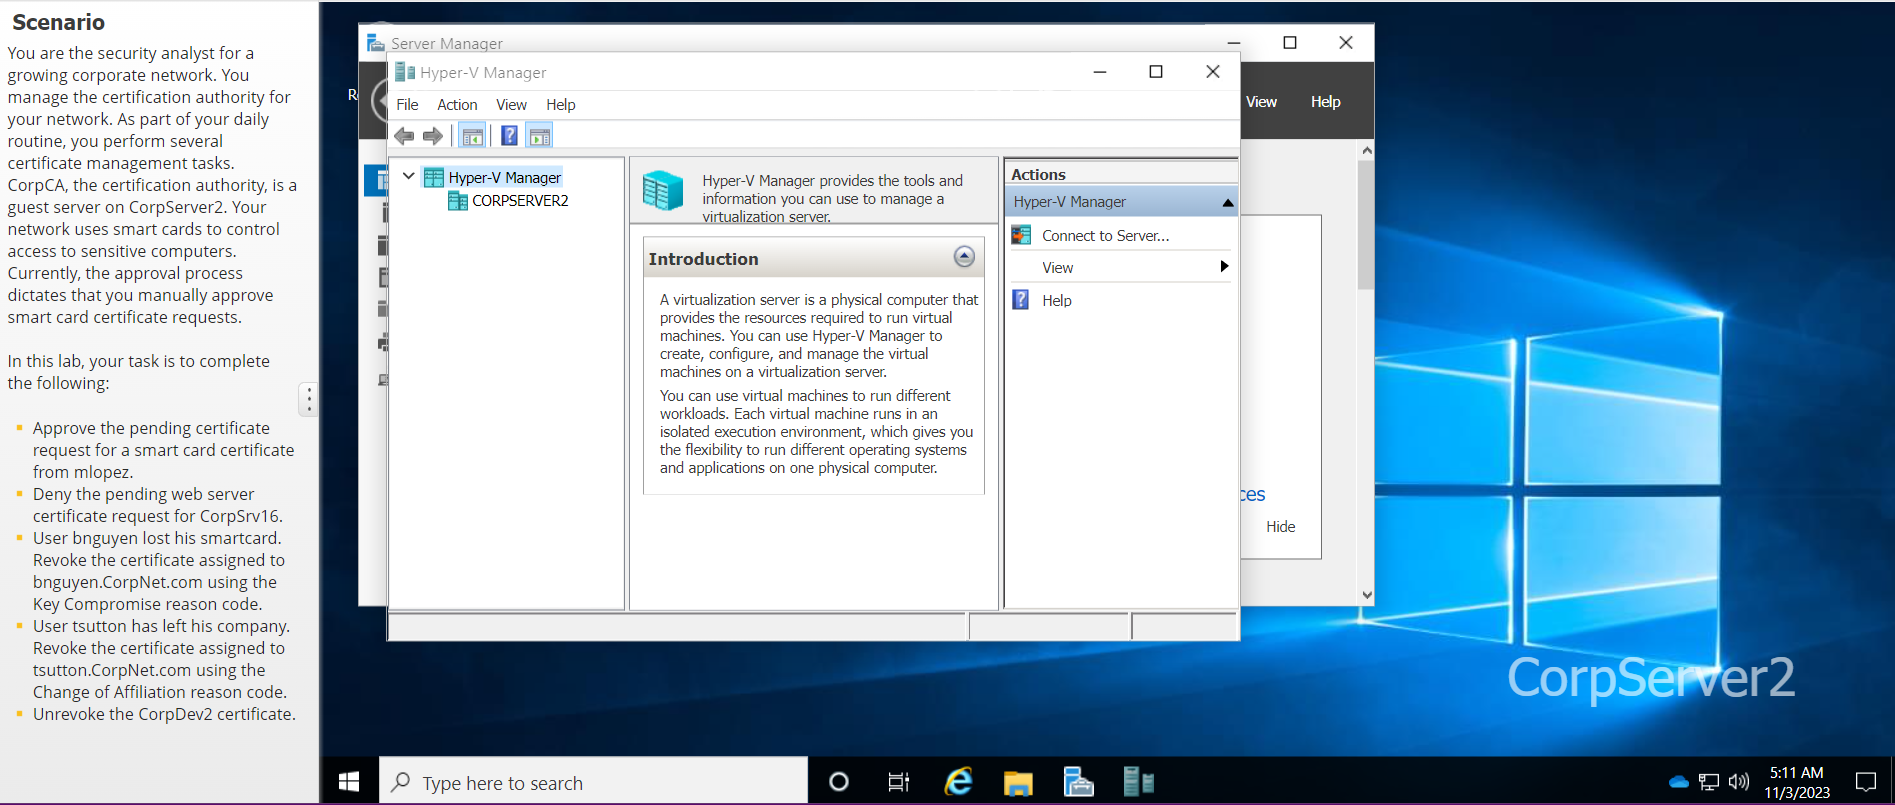 Scenario
You are the security analyst for a
growing corporate network. You
manage the certification authority for
your network. As part of your daily
routine, you perform several
certificate management tasks.
CorpCA, the certification authority, is a
guest server on CorpServer2. Your
network uses smart cards to control
access to sensitive computers.
Currently, the approval process
dictates that you manually approve
smart card certificate requests.
In this lab, your task is to complete
the following:
Approve the pending certificate
request for a smart card certificate
from mlopez.
Deny the pending web server
certificate request for CorpSrv16.
User bnguyen lost his smartcard.
Revoke the certificate assigned to
bnguyen.CorpNet.com using the
Key Compromise reason code.
User tsutton has left his company.
Revoke the certificate assigned to
tsutton.CorpNet.com using the
Change of Affiliation reason code.
Unrevoke the CorpDev2 certificate.
Server Manager
View Help
Hyper-V Manager
File Action View Help
Hyper-V Manager
CORPSERVER2
Hyper-V Manager provides the tools and
information you can use to manage a
virtualization server.
Introduction
A virtualization server is a physical computer that
provides the resources required to run virtual
machines. You can use Hyper-V Manager to
create, configure, and manage the virtual
machines on a virtualization server.
You can use virtual machines to run different
workloads. Each virtual machine runs in an
isolated execution environment, which gives you
the flexibility to run different operating systems
and applications on one physical computer.
Actions
Hyper-V Manager
Connect to Server...
View
Help
Hide
CorpServer2
Type here to search
5:11 AM
11/3/2023